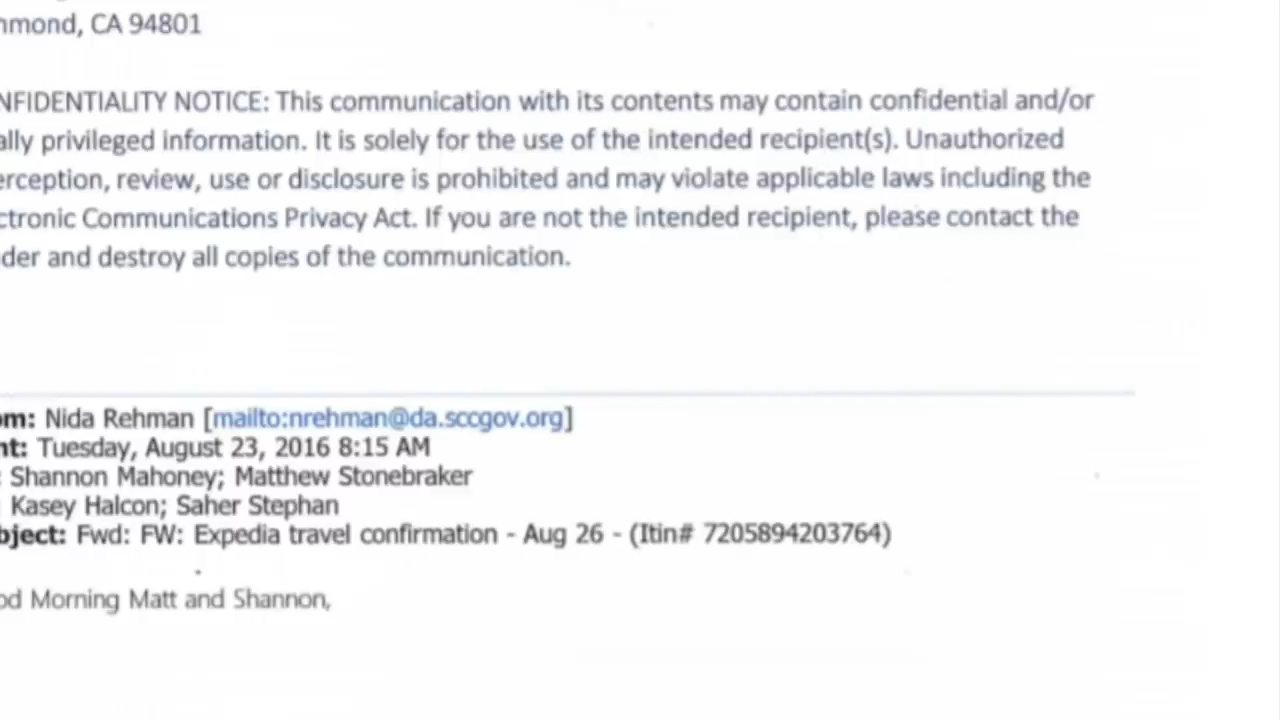 hmond, CA 94801
NFIDENTIALITY NOTICE: This communication with its contents may contain confidential and/or
ally privileged information. It is solely for the use of the intended recipient(s). Unauthorized
erception, review, use or disclosure is prohibited and may violate applicable laws including the
ctronic Communications Privacy Act. If you are not the intended recipient, please contact the
der and destroy all copies of the communication.
om: Nida Rehman [mailto:nrehman@da.sccgov.org]
nt: Tuesday, August 23, 2016 8:15 AM
: Shannon Mahoney; Matthew Stonebraker
: Kasey Halcon; Saher Stephan
bject: Fwd: FW: Expedia travel confirmation - Aug 26 - (Itin# 7205894203764)
od Morning Matt and Shannon,